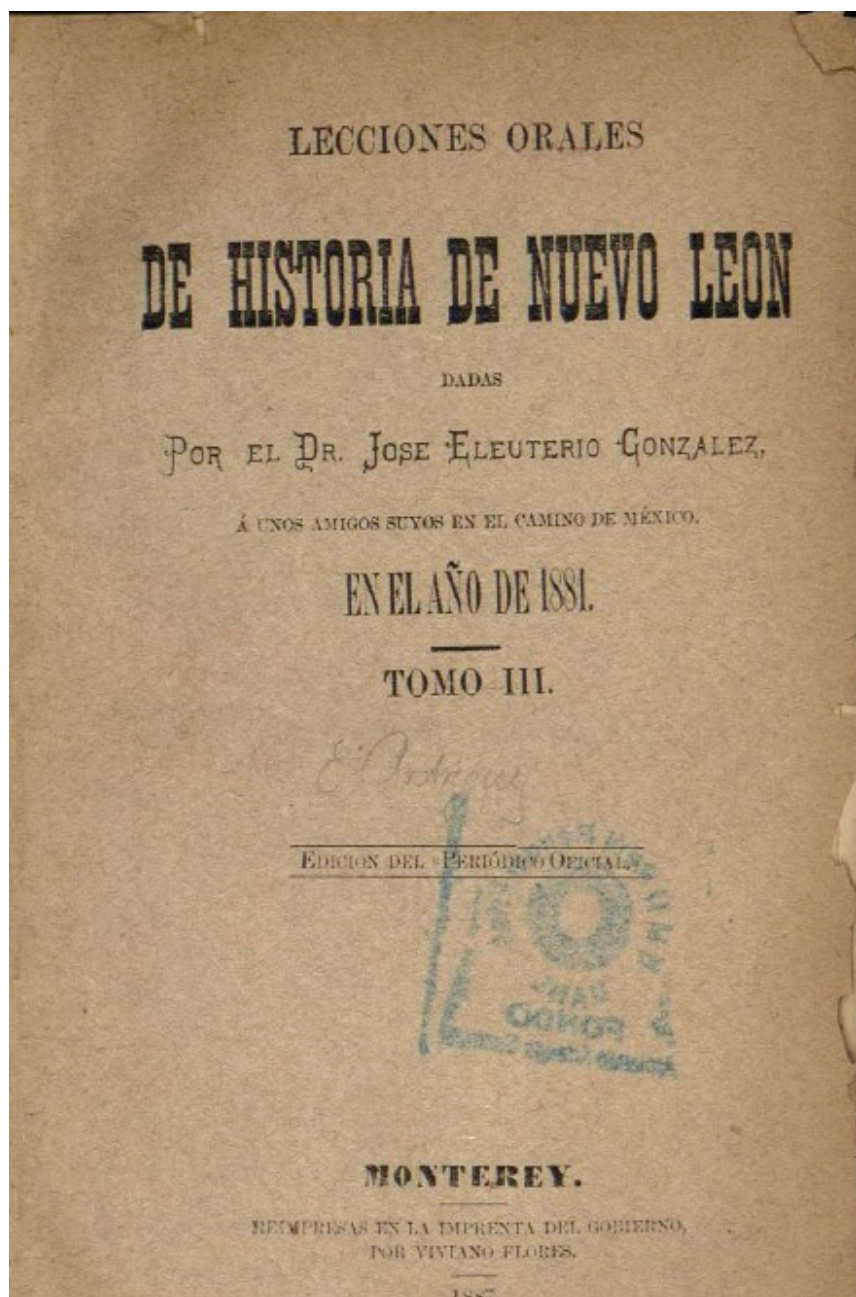 LECCIONES ORALES
DE HISTORIA DE NUEVO LEON
DADAS
POR EL DR. JOSE ELEUTERIO GONZALEZ,
Á UNOS AMIGOS SUYOS EN EL CAMINO DE MÉXICO.
EN EL AÑO DE 1881.
TOMO III.
EDICION DEL «PERIÓDICO OFICIAL.»
FONDO
MONTEREY.
REIMPRESAS EN LA IMPRENTA DEL GOBIERNO,
POR VIVIANO FLORES.